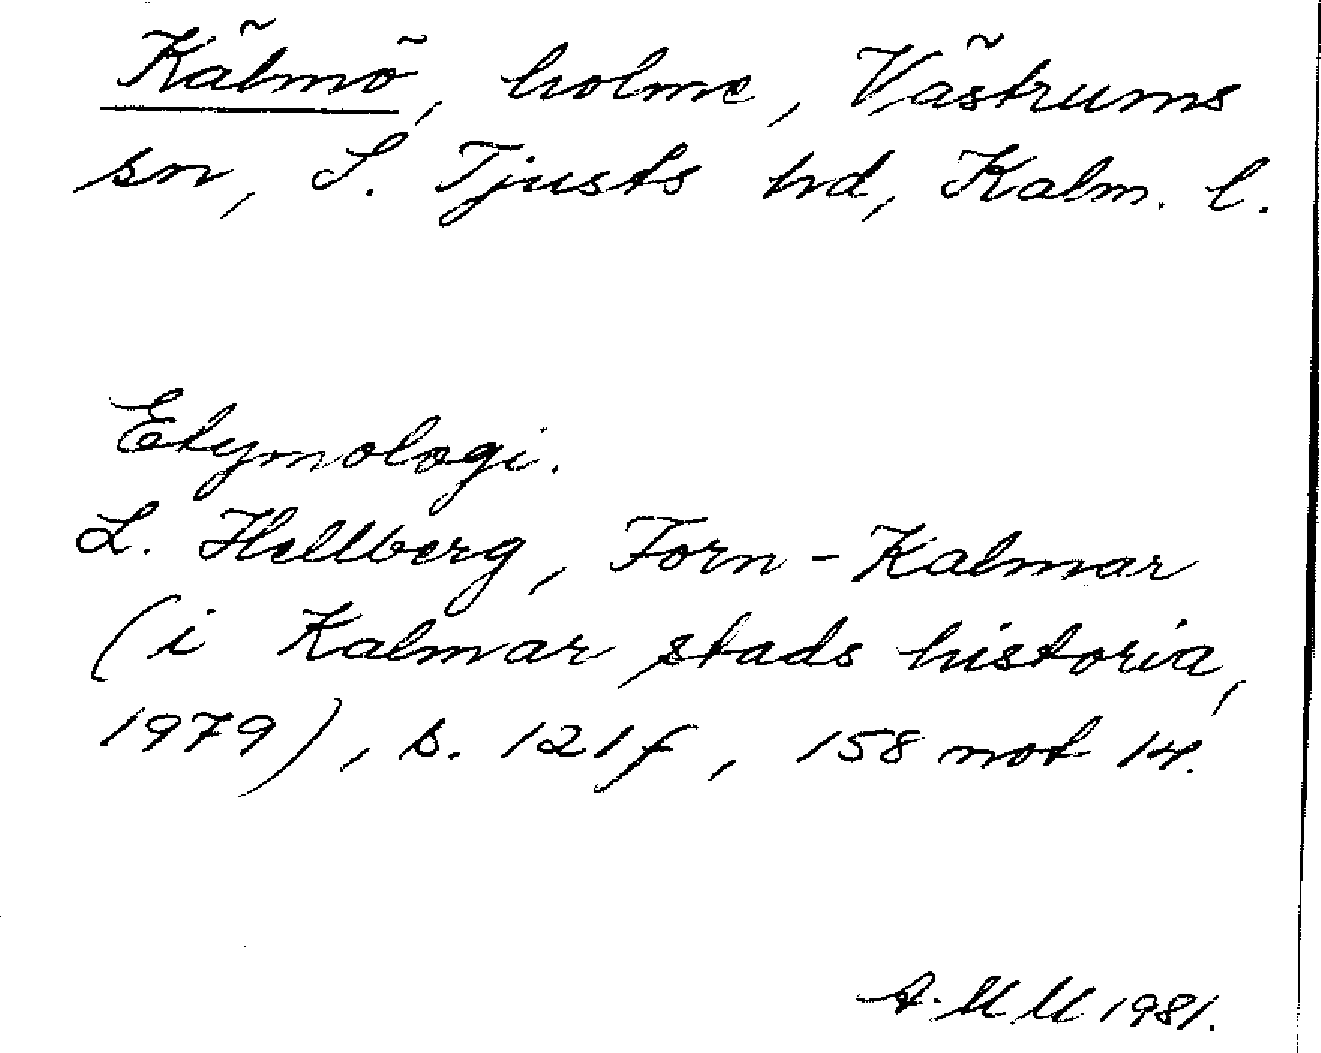 Kälmö, holme, Västrums
sn, S. Tjusts hd, Kalm. l.
Etymologi.
L. Hellberg, Forn-Kalmar
(i Kalmar stads historia,
1979), s. 121f, 158 not 14.
A. M M 1981.